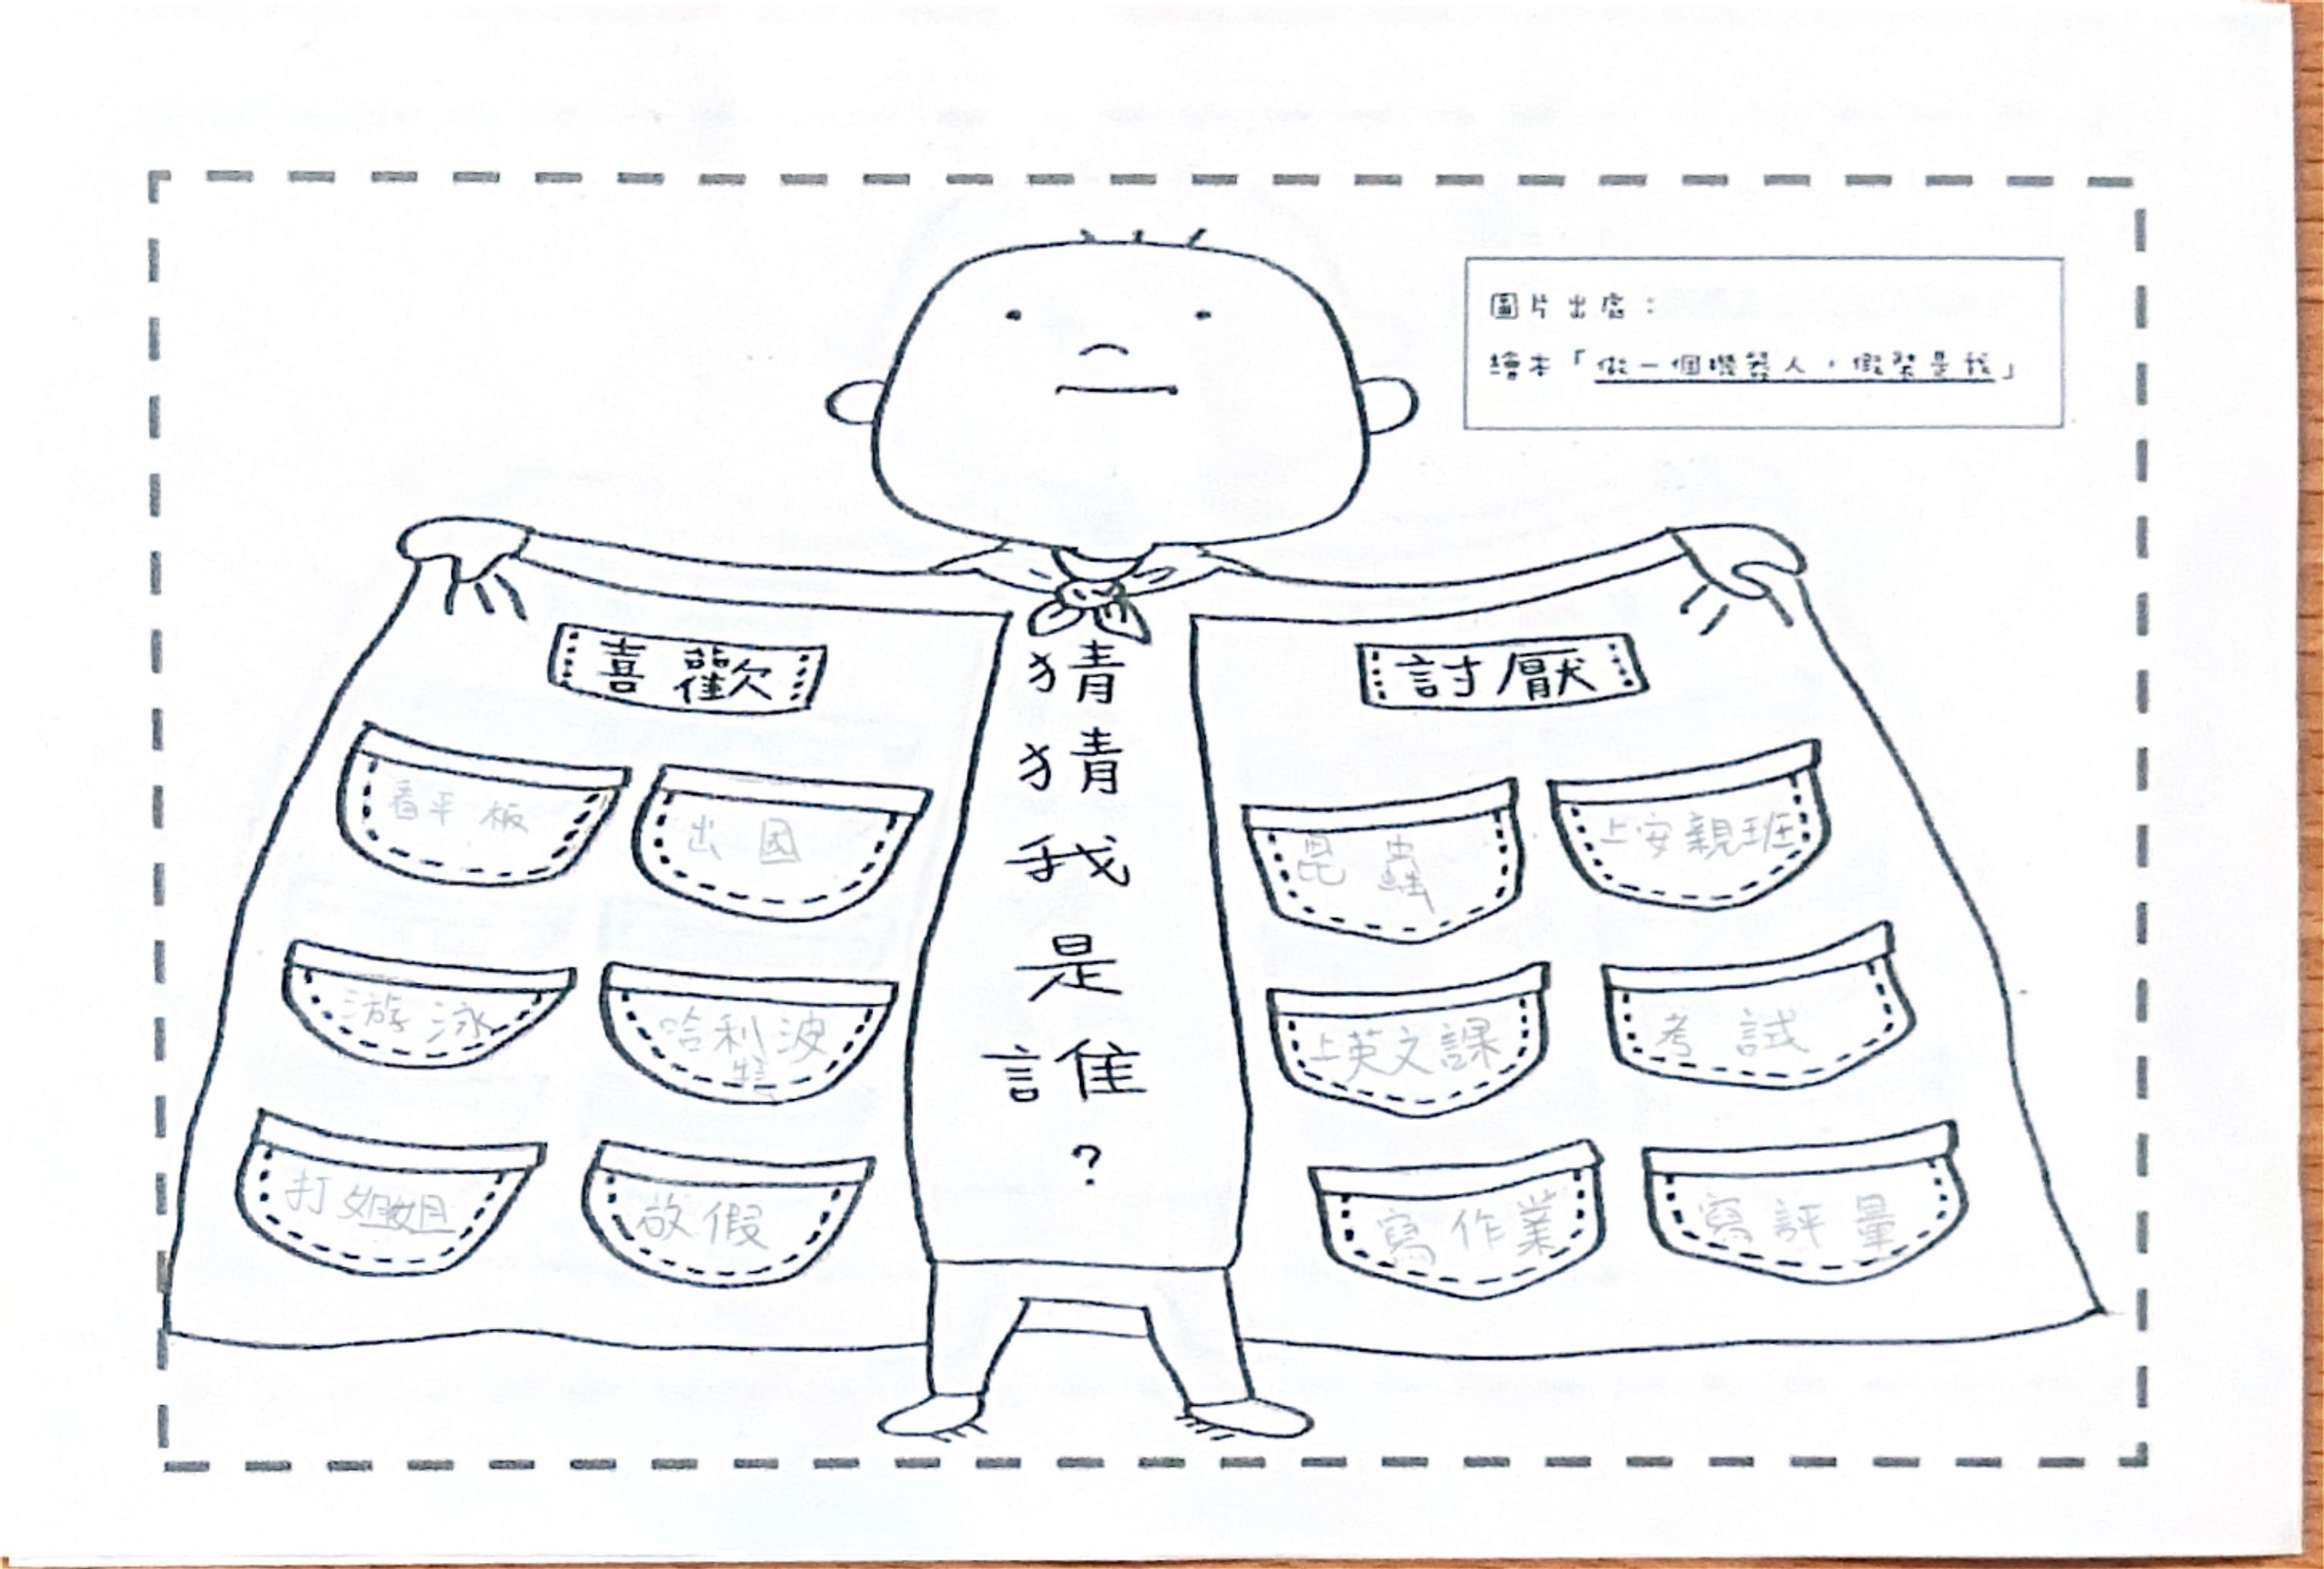 圖片出處：
繪本「做一個機器人，假裝是我」
喜歡
討厭
猜猜我是誰？
看平板
出國
游泳
哈利波
特
打姐姐
放假
昆蟲
上安親班
上英文課
考試
寫作業
寫評量